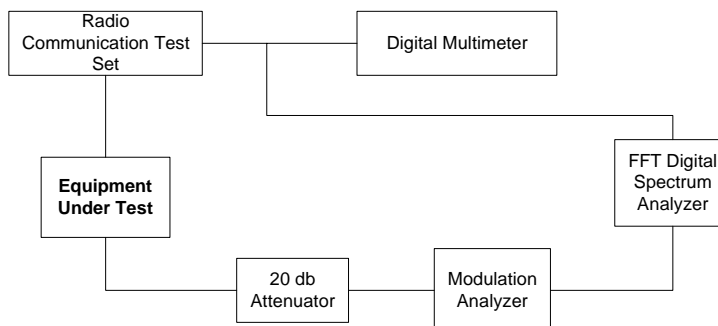 Radio
Communication Test
Set
Digital Multimeter
Equipment
Under Test
FFT Digital
Spectrum
Analyzer
20 db
Attenuator
Modulation
Analyzer